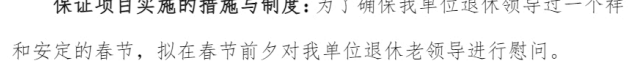 保证项目实施的措施与制度：为了确保我单位退休领导过一个祥
和安定的春节，拟在春节前夕对我单位退休老领导进行慰问。